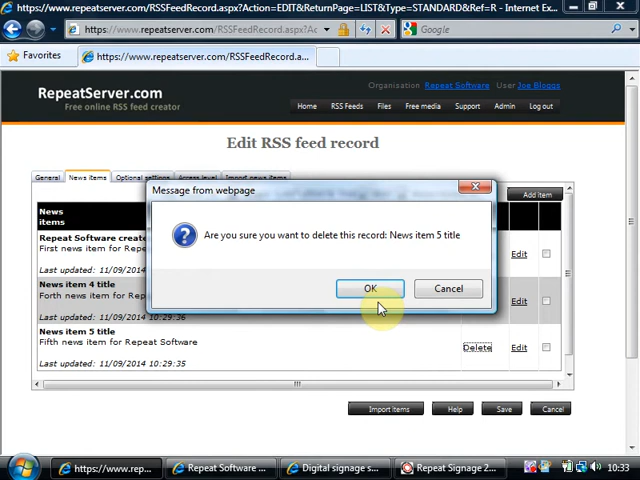 https://www.repeatserver.com/RSSFeedRecord.aspx?Action=EDIT&ReturnPage=LIST&Type=STANDARD&Ref=R - Internet Ex...
https://www.repeatserver.com/RSSFeedRecord.aspx?Ac
Google
Favorites
https://www.repeatserver.com/RSSFeedRecord.a...
Organisation Repeat Software User Joe Bloggs
RepeatServer.com
Free online RSS feed creator
Home RSS Feeds Files Free media Support Admin Log out
Edit RSS feed record
General News items Optional settings Access level Import news items
Message from webpage
Add item
Are you sure you want to delete this record: News item 5 title
OK Cancel
News
items
Repeat Software create
First news item for Repe
Edit
Last updated: 11/09/2014
News item 4 title
Forth news item for Repe
Edit
Last updated: 11/09/2014 10:29:36
News item 5 title
Fifth news item for Repeat Software
Delete Edit
Last updated: 11/09/2014 10:29:35
Import items Help Save Cancel
https://www.rep... Repeat Software ... Digital signage s... Repeat Signage 2... 10:33